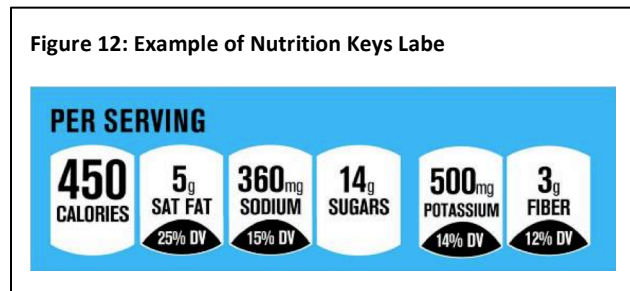 Figure 12: Example of Nutrition Keys Labe
PER SERVING
450
CALORIES
5g
SAT FAT
25% DV
360mg
SODIUM
15% DV
14g
SUGARS
500mg
POTASSIUM
14% DV
3g
FIBER
12% DV